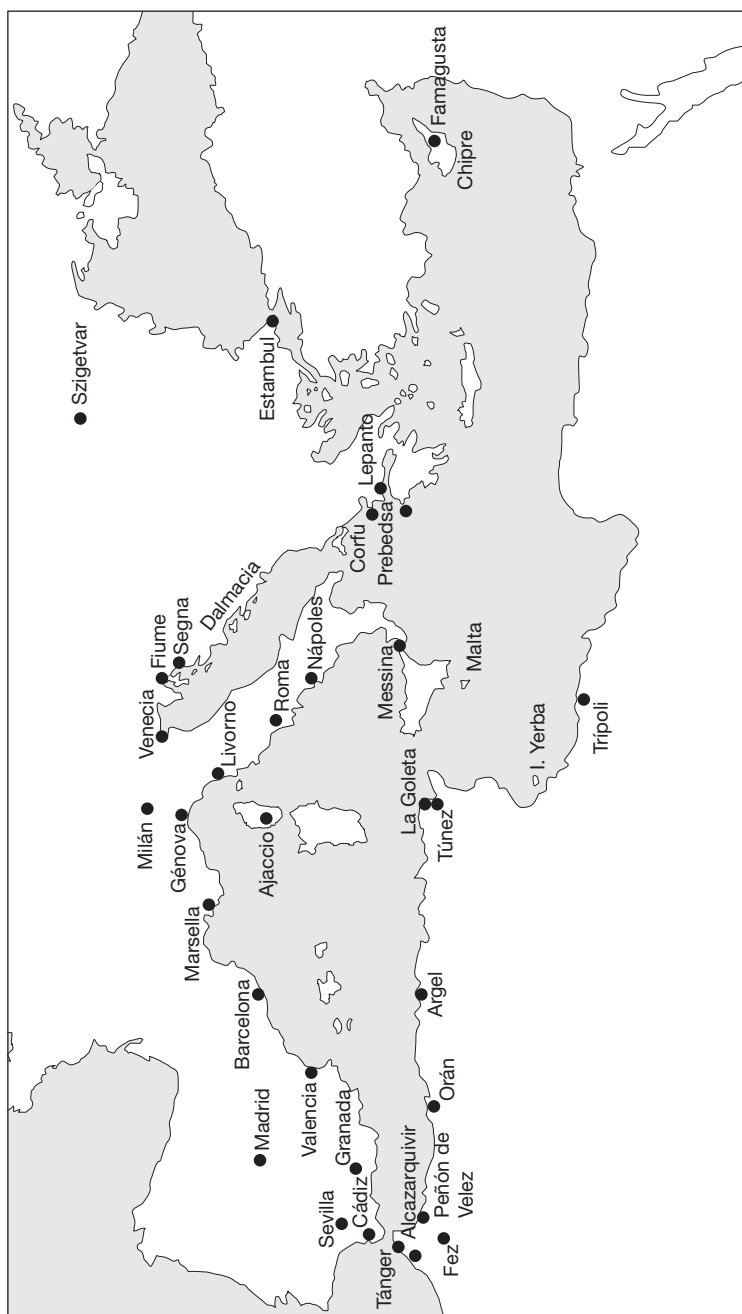 Szigetvar
Famagusta
Chipre
Estambul
Lepanto
Corfu
Prebedsa
Dalmacia
Fiume
Segna
Venecia
Livorno
Roma
Nápoles
Messina
Malta
Milán
Génova
Ajaccio
Marsella
La Goleta
Túnez
I. Yerba
Trípoli
Barcelona
Argel
Madrid
Valencia
Granada
Orán
Sevilla
Cádiz
Alcazarquivir
Peñón de
Velez
Tánger
Fez